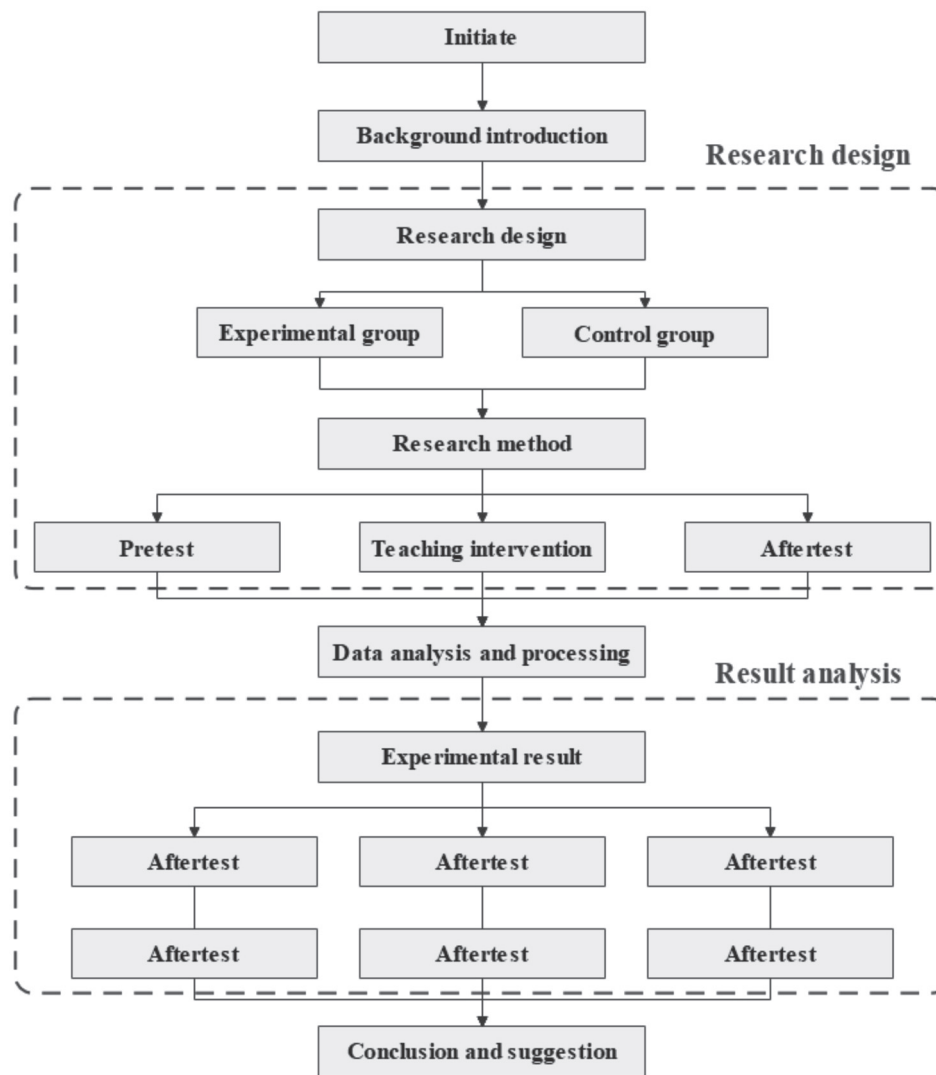 Initiate
Background introduction
Research design
Research design
Experimental group
Control group
Research method
Pretest
Teaching intervention
Aftertest
Data analysis and processing
Result analysis
Experimental result
Aftertest
Aftertest
Aftertest
Aftertest
Aftertest
Aftertest
Conclusion and suggestion